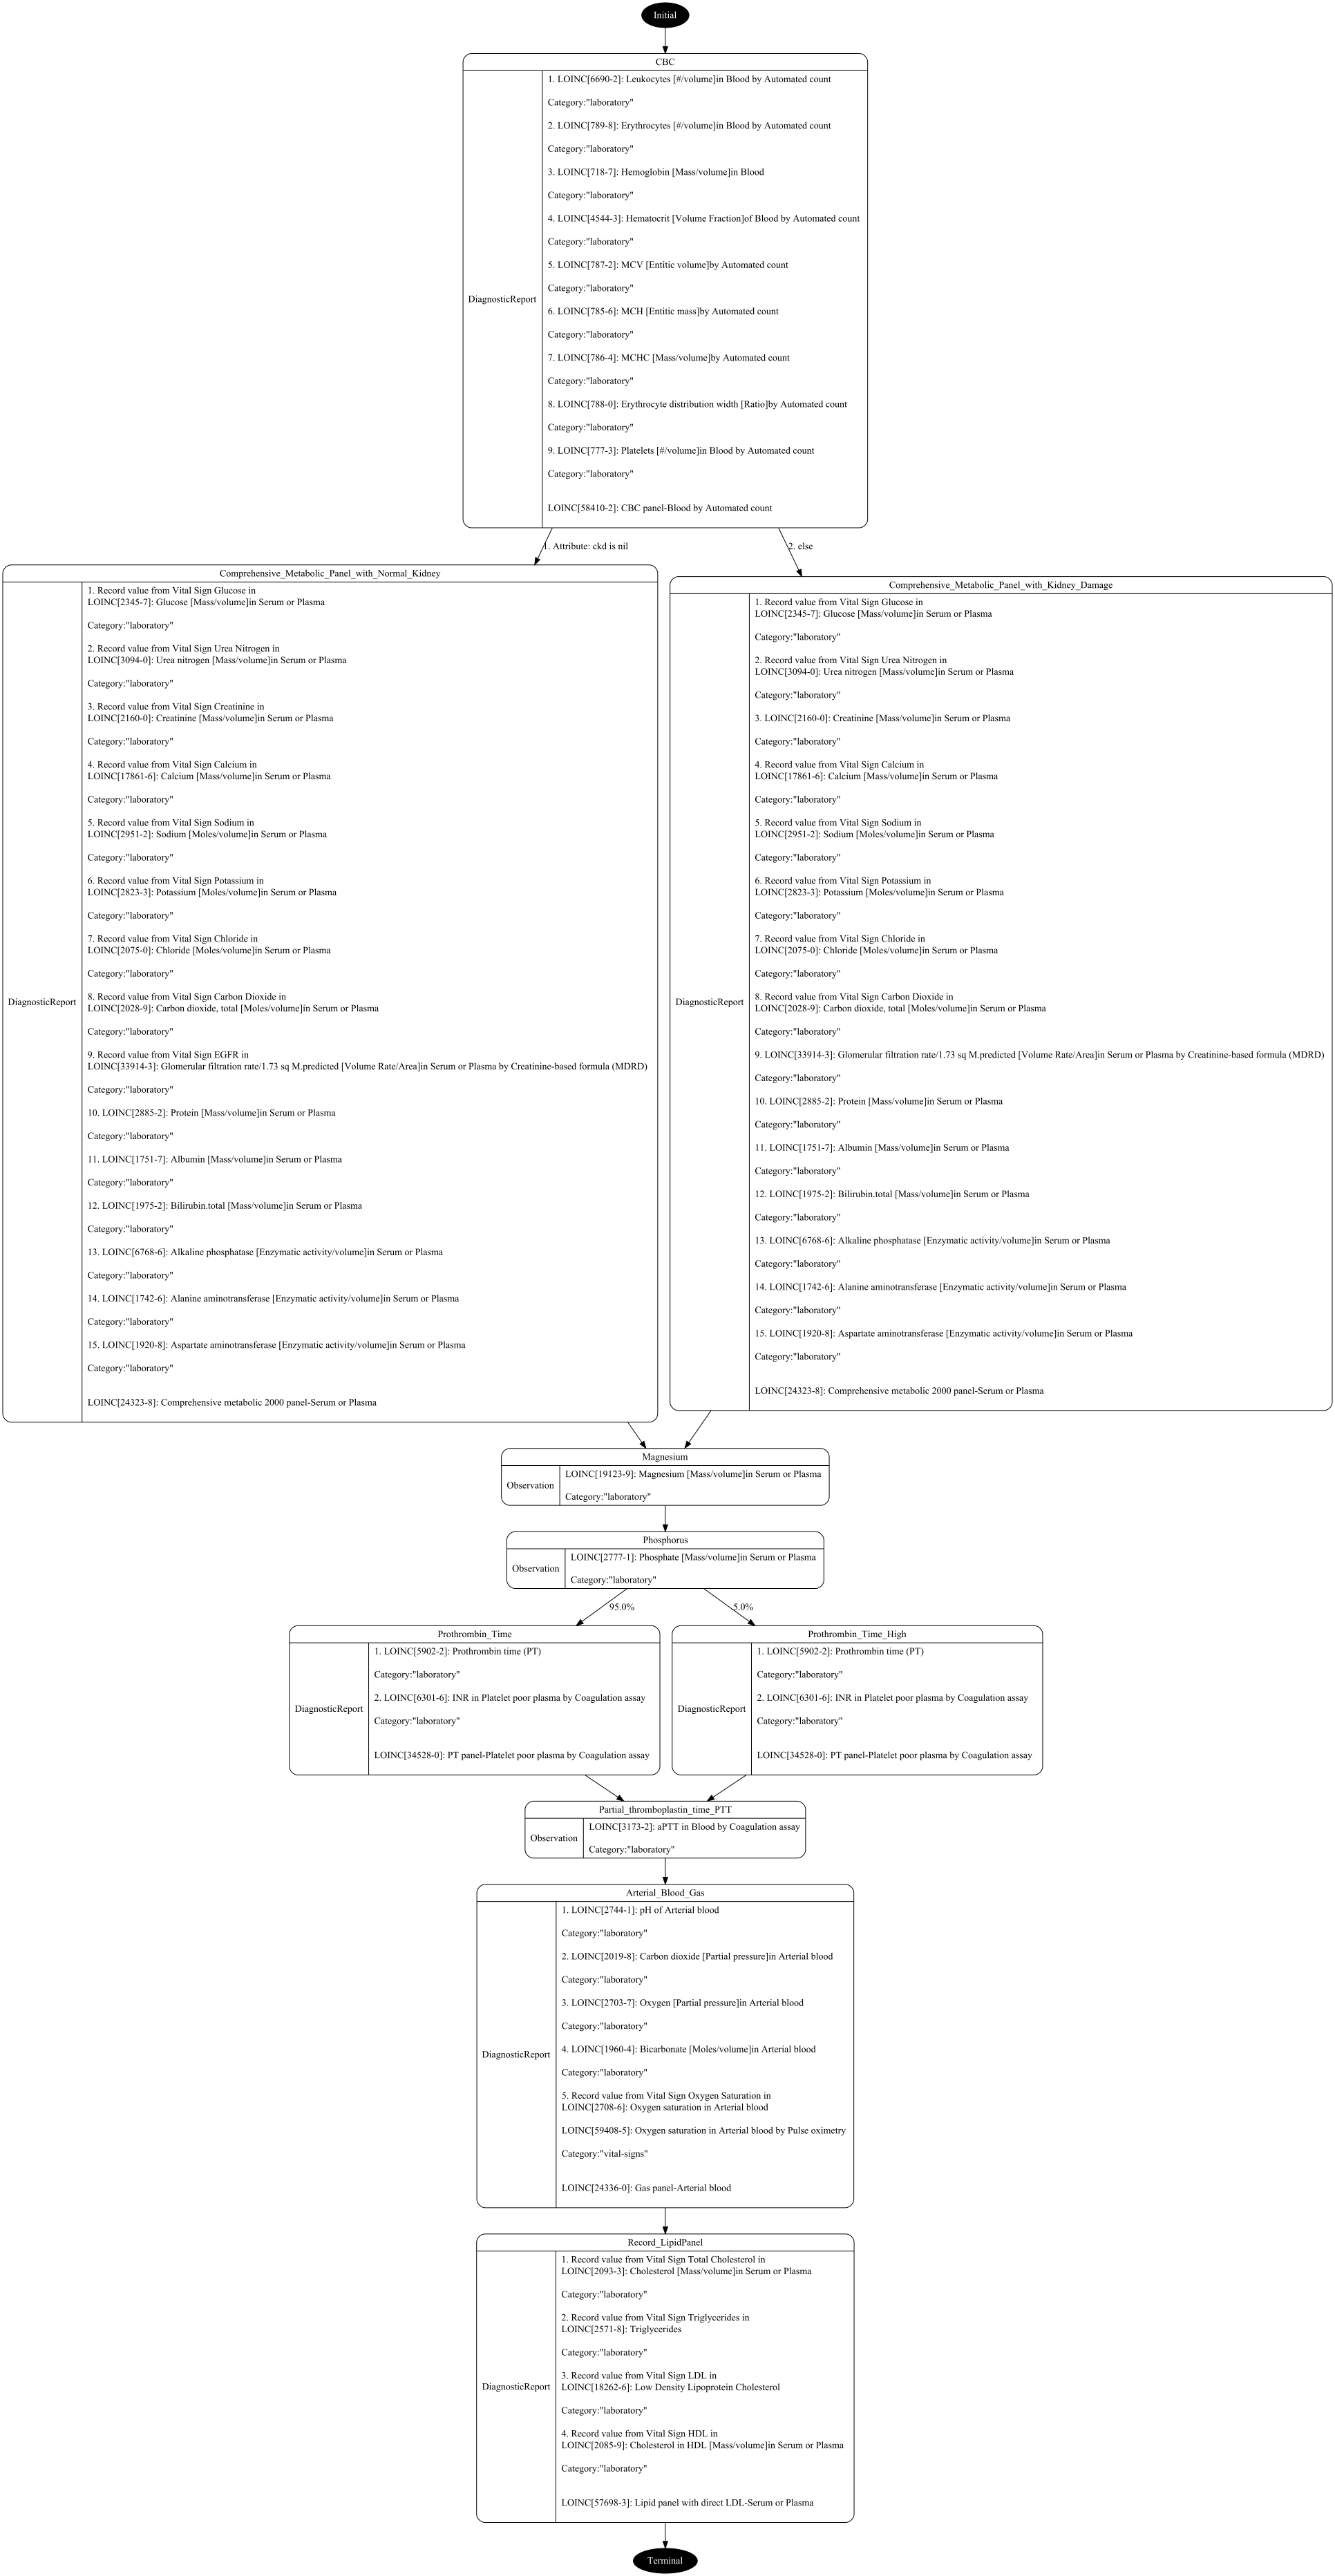 Initial
CBC
DiagnosticReport
1. LOINC[6690-2]: Leukocytes [#/volume]in Blood by Automated count
Category:"laboratory"
2. LOINC[789-8]: Erythrocytes [#/volume]in Blood by Automated count
Category:"laboratory"
3. LOINC[718-7]: Hemoglobin [Mass/volume]in Blood
Category:"laboratory"
4. LOINC[4544-3]: Hematocrit [Volume Fraction]of Blood by Automated count
Category:"laboratory"
5. LOINC[787-2]: MCV [Entitic volume]by Automated count
Category:"laboratory"
6. LOINC[785-6]: MCH [Entitic mass]by Automated count
Category:"laboratory"
7. LOINC[786-4]: MCHC [Mass/volume]by Automated count
Category:"laboratory"
8. LOINC[788-0]: Erythrocyte distribution width [Ratio]by Automated count
Category:"laboratory"
9. LOINC[777-3]: Platelets [#/volume]in Blood by Automated count
Category:"laboratory"
LOINC[58410-2]: CBC panel-Blood by Automated count
1. Attribute: ckd is nil
2. else
Comprehensive_Metabolic_Panel_with_Normal_Kidney
DiagnosticReport
1. Record value from Vital Sign Glucose in
LOINC[2345-7]: Glucose [Mass/volume]in Serum or Plasma
Category:"laboratory"
2. Record value from Vital Sign Urea Nitrogen in
LOINC[3094-0]: Urea nitrogen [Mass/volume]in Serum or Plasma
Category:"laboratory"
3. Record value from Vital Sign Creatinine in
LOINC[2160-0]: Creatinine [Mass/volume]in Serum or Plasma
Category:"laboratory"
4. Record value from Vital Sign Calcium in
LOINC[17861-6]: Calcium [Mass/volume]in Serum or Plasma
Category:"laboratory"
5. Record value from Vital Sign Sodium in
LOINC[2951-2]: Sodium [Moles/volume]in Serum or Plasma
Category:"laboratory"
6. Record value from Vital Sign Potassium in
LOINC[2823-3]: Potassium [Moles/volume]in Serum or Plasma
Category:"laboratory"
7. Record value from Vital Sign Chloride in
LOINC[2075-0]: Chloride [Moles/volume]in Serum or Plasma
Category:"laboratory"
8. Record value from Vital Sign Carbon Dioxide in
LOINC[2028-9]: Carbon dioxide, total [Moles/volume]in Serum or Plasma
Category:"laboratory"
9. Record value from Vital Sign EGFR in
LOINC[33914-3]: Glomerular filtration rate/1.73 sq M.predicted [Volume Rate/Area]in Serum or Plasma by Creatinine-based formula (MDRD)
Category:"laboratory"
10. LOINC[2885-2]: Protein [Mass/volume]in Serum or Plasma
Category:"laboratory"
11. LOINC[1751-7]: Albumin [Mass/volume]in Serum or Plasma
Category:"laboratory"
12. LOINC[1975-2]: Bilirubin.total [Mass/volume]in Serum or Plasma
Category:"laboratory"
13. LOINC[6768-6]: Alkaline phosphatase [Enzymatic activity/volume]in Serum or Plasma
Category:"laboratory"
14. LOINC[1742-6]: Alanine aminotransferase [Enzymatic activity/volume]in Serum or Plasma
Category:"laboratory"
15. LOINC[1920-8]: Aspartate aminotransferase [Enzymatic activity/volume]in Serum or Plasma
Category:"laboratory"
LOINC[24323-8]: Comprehensive metabolic 2000 panel-Serum or Plasma
Comprehensive_Metabolic_Panel_with_Kidney_Damage
DiagnosticReport
1. Record value from Vital Sign Glucose in
LOINC[2345-7]: Glucose [Mass/volume]in Serum or Plasma
Category:"laboratory"
2. Record value from Vital Sign Urea Nitrogen in
LOINC[3094-0]: Urea nitrogen [Mass/volume]in Serum or Plasma
Category:"laboratory"
3. LOINC[2160-0]: Creatinine [Mass/volume]in Serum or Plasma
Category:"laboratory"
4. Record value from Vital Sign Calcium in
LOINC[17861-6]: Calcium [Mass/volume]in Serum or Plasma
Category:"laboratory"
5. Record value from Vital Sign Sodium in
LOINC[2951-2]: Sodium [Moles/volume]in Serum or Plasma
Category:"laboratory"
6. Record value from Vital Sign Potassium in
LOINC[2823-3]: Potassium [Moles/volume]in Serum or Plasma
Category:"laboratory"
7. Record value from Vital Sign Chloride in
LOINC[2075-0]: Chloride [Moles/volume]in Serum or Plasma
Category:"laboratory"
8. Record value from Vital Sign Carbon Dioxide in
LOINC[2028-9]: Carbon dioxide, total [Moles/volume]in Serum or Plasma
Category:"laboratory"
9. LOINC[33914-3]: Glomerular filtration rate/1.73 sq M.predicted [Volume Rate/Area]in Serum or Plasma by Creatinine-based formula (MDRD)
Category:"laboratory"
10. LOINC[2885-2]: Protein [Mass/volume]in Serum or Plasma
Category:"laboratory"
11. LOINC[1751-7]: Albumin [Mass/volume]in Serum or Plasma
Category:"laboratory"
12. LOINC[1975-2]: Bilirubin.total [Mass/volume]in Serum or Plasma
Category:"laboratory"
13. LOINC[6768-6]: Alkaline phosphatase [Enzymatic activity/volume]in Serum or Plasma
Category:"laboratory"
14. LOINC[1742-6]: Alanine aminotransferase [Enzymatic activity/volume]in Serum or Plasma
Category:"laboratory"
15. LOINC[1920-8]: Aspartate aminotransferase [Enzymatic activity/volume]in Serum or Plasma
Category:"laboratory"
LOINC[24323-8]: Comprehensive metabolic 2000 panel-Serum or Plasma
Magnesium
Observation
LOINC[19123-9]: Magnesium [Mass/volume]in Serum or Plasma
Category:"laboratory"
Phosphorus
Observation
LOINC[2777-1]: Phosphate [Mass/volume]in Serum or Plasma
Category:"laboratory"
95.0%
5.0%
Prothrombin_Time
DiagnosticReport
1. LOINC[5902-2]: Prothrombin time (PT)
Category:"laboratory"
2. LOINC[6301-6]: INR in Platelet poor plasma by Coagulation assay
Category:"laboratory"
LOINC[34528-0]: PT panel-Platelet poor plasma by Coagulation assay
Prothrombin_Time_High
DiagnosticReport
1. LOINC[5902-2]: Prothrombin time (PT)
Category:"laboratory"
2. LOINC[6301-6]: INR in Platelet poor plasma by Coagulation assay
Category:"laboratory"
LOINC[34528-0]: PT panel-Platelet poor plasma by Coagulation assay
Partial_thromboplastin_time_PTT
Observation
LOINC[3173-2]: aPTT in Blood by Coagulation assay
Category:"laboratory"
Arterial_Blood_Gas
DiagnosticReport
1. LOINC[2744-1]: pH of Arterial blood
Category:"laboratory"
2. LOINC[2019-8]: Carbon dioxide [Partial pressure]in Arterial blood
Category:"laboratory"
3. LOINC[2703-7]: Oxygen [Partial pressure]in Arterial blood
Category:"laboratory"
4. LOINC[1960-4]: Bicarbonate [Moles/volume]in Arterial blood
Category:"laboratory"
5. Record value from Vital Sign Oxygen Saturation in
LOINC[2708-6]: Oxygen saturation in Arterial blood
LOINC[59408-5]: Oxygen saturation in Arterial blood by Pulse oximetry
Category:"vital-signs"
LOINC[24336-0]: Gas panel-Arterial blood
Record_LipidPanel
DiagnosticReport
1. Record value from Vital Sign Total Cholesterol in
LOINC[2093-3]: Cholesterol [Mass/volume]in Serum or Plasma
Category:"laboratory"
2. Record value from Vital Sign Triglycerides in
LOINC[2571-8]: Triglycerides
Category:"laboratory"
3. Record value from Vital Sign LDL in
LOINC[18262-6]: Low Density Lipoprotein Cholesterol
Category:"laboratory"
4. Record value from Vital Sign HDL in
LOINC[2085-9]: Cholesterol in HDL [Mass/volume]in Serum or Plasma
Category:"laboratory"
LOINC[57698-3]: Lipid panel with direct LDL-Serum or Plasma
Terminal